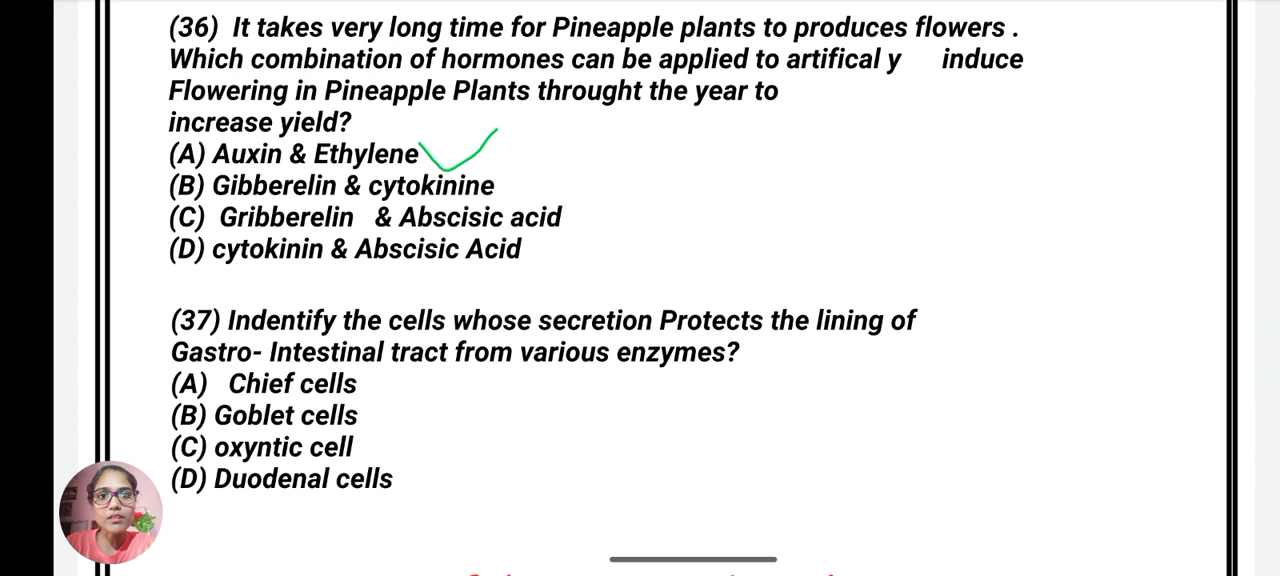 (36) It takes very long time for Pineapple plants to produces flowers .
Which combination of hormones can be applied to artifical y induce
Flowering in Pineapple Plants throught the year to
increase yield?
(A) Auxin & Ethylene
(B) Gibberelin & cytokinine
(C) Gribberelin & Abscisic acid
(D) cytokinin & Abscisic Acid
(37) Indentify the cells whose secretion Protects the lining of
Gastro- Intestinal tract from various enzymes?
(A) Chief cells
(B) Goblet cells
(C) oxyntic cell
(D) Duodenal cells